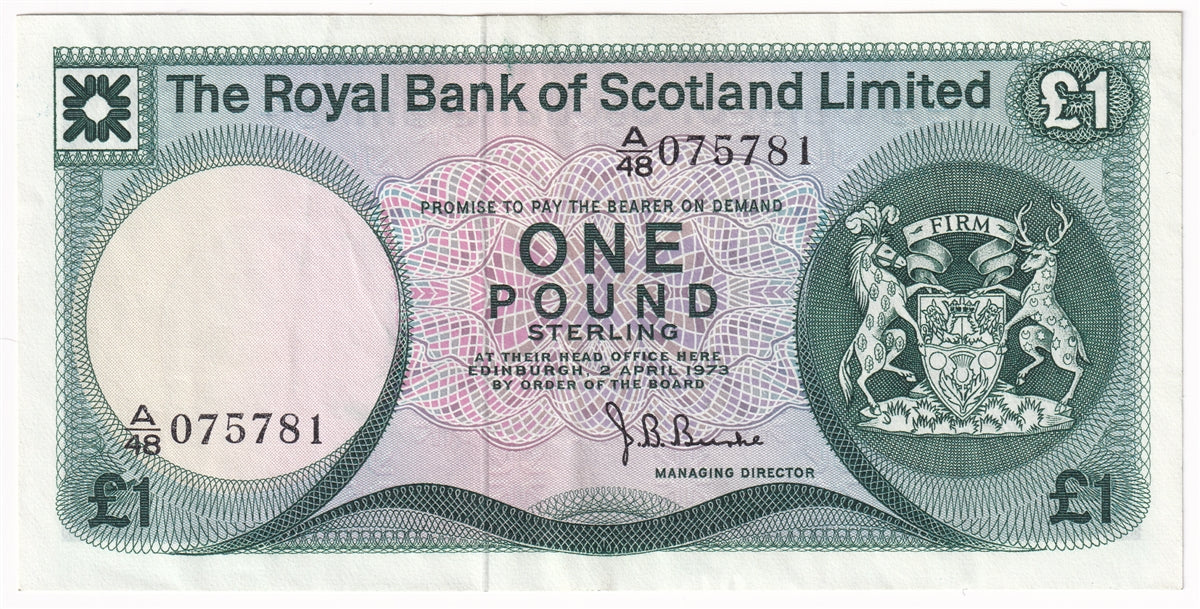 The Royal Bank of Scotland Limited
£1
A/48 075781
PROMISE TO PAY THE BEARER ON DEMAND
ONE
POUND
STERLING
AT THEIR HEAD OFFICE HERE
EDINBURGH, 2 APRIL 1973
BY ORDER OF THE BOARD
J. B. Burke
MANAGING DIRECTOR
FIRM
A/48 075781
£1
£1